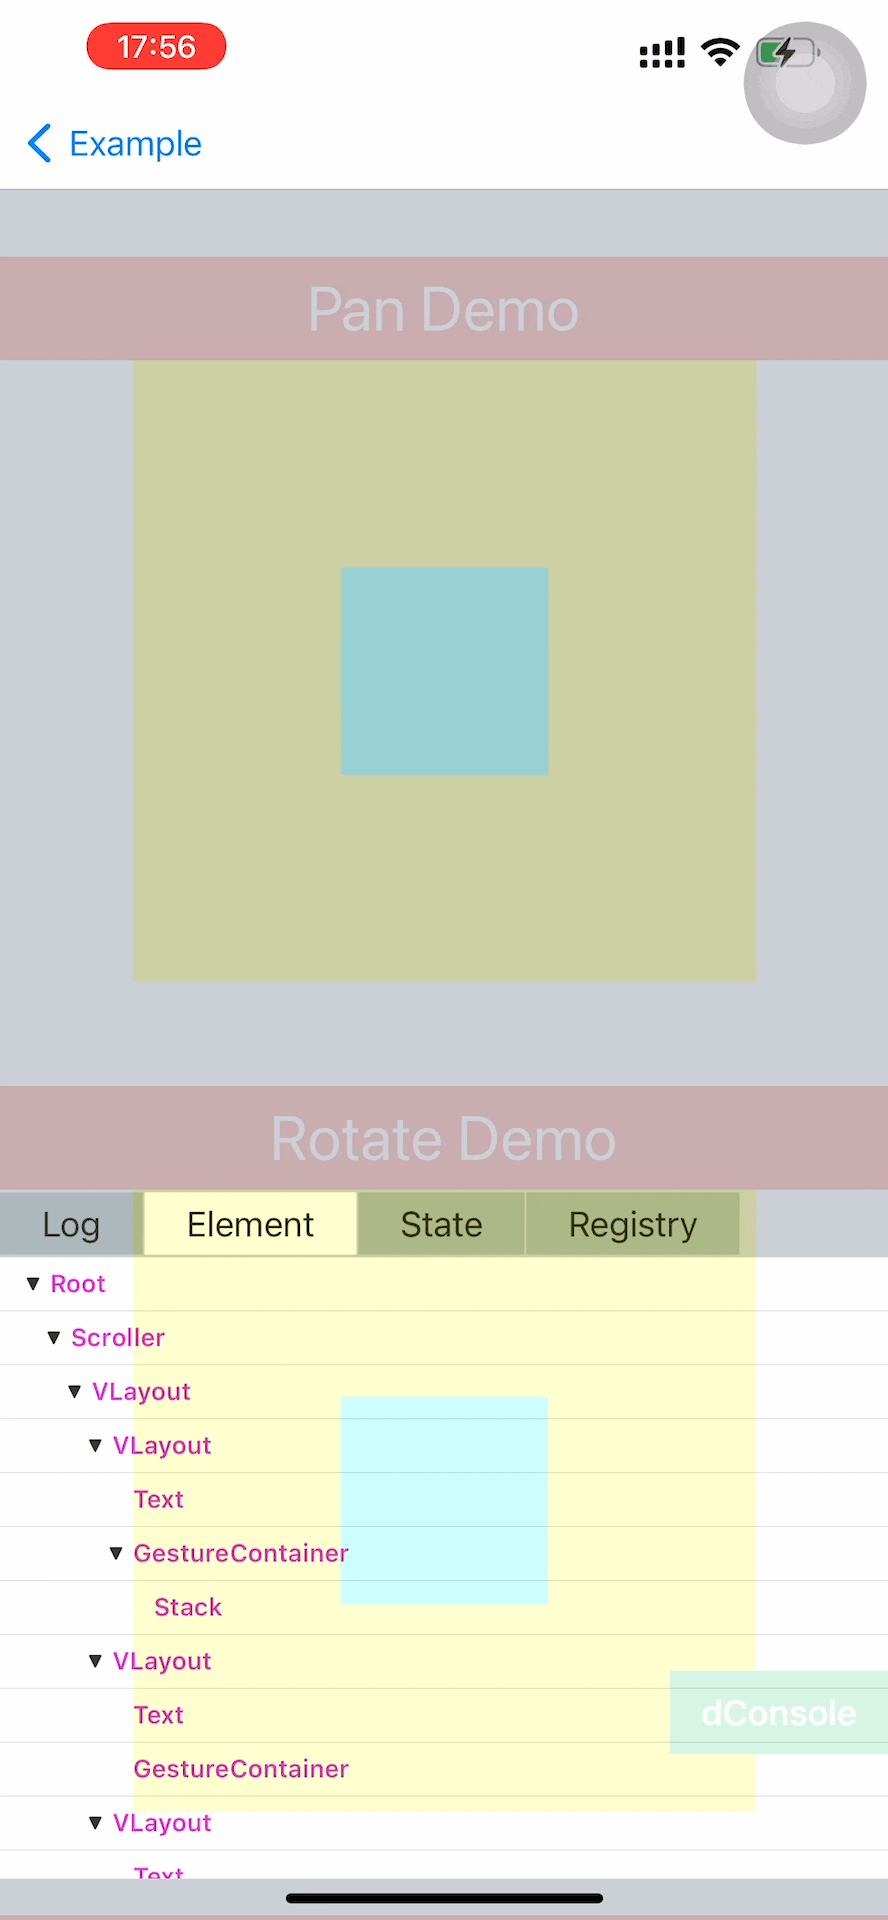 17:56
Example
Pan Demo
Rotate Demo
Log Element State Registry
Root
Scroller
VLayout
VLayout
Text
GestureContainer
Stack
VLayout
Text
dConsole
GestureContainer
VLayout
Text